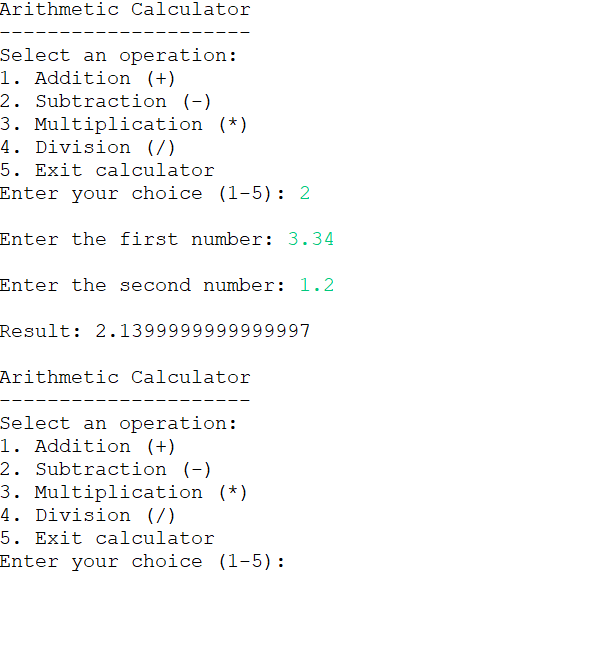 Arithmetic Calculator
---------------------
Select an operation:
1. Addition (+)
2. Subtraction (-)
3. Multiplication (*)
4. Division (/)
5. Exit calculator
Enter your choice (1-5): 2
Enter the first number: 3.34
Enter the second number: 1.2
Result: 2.1399999999999997
Arithmetic Calculator
---------------------
Select an operation:
1. Addition (+)
2. Subtraction (-)
3. Multiplication (*)
4. Division (/)
5. Exit calculator
Enter your choice (1-5):